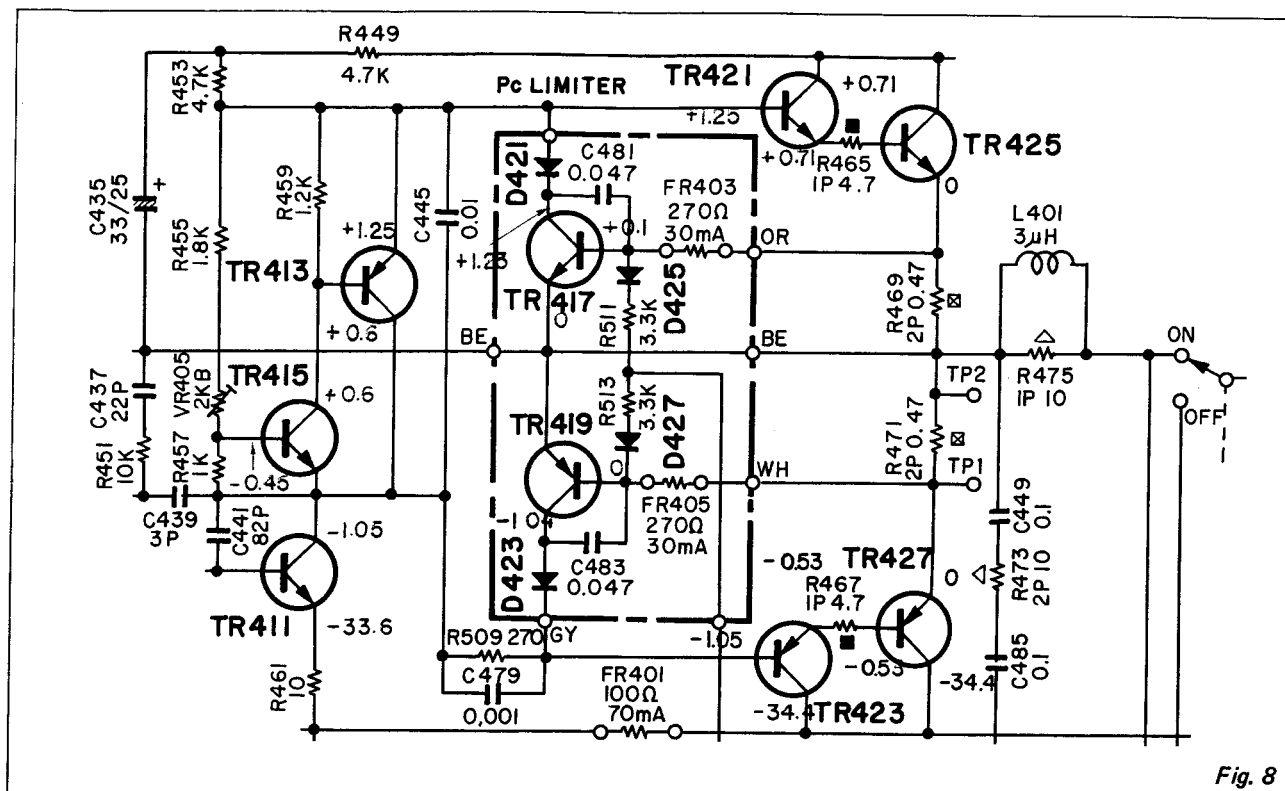 R449
4.7K
R453
4.7K
Pc LIMITER
TR421
+0.71
+1.25
+0.71
R465
1P 4.7
TR425
0
D421
C481
0.047
FR403
270Ω
30mA
OR
L401
3μH
C435
33/25
+
R455
1.8K
R459
1.2K
C445
0.01
+1.25
TR413
+0.6
+1.23
+0.1
TR417
0
D425
R511
3.3K
R469
2P 0.47
BE
BE
ON
R475
1P 10
TP2
OFF
C437
22P
R451
10K
VR405
2KB
TR415
+0.6
R457
1K
-0.45
TR419
R513
3.3K
D427
0
WH
R471
2P 0.47
TP1
FR405
270Ω
30mA
C439
3P
C441
82P
-1.05
-1.04
D423
C483
0.047
C449
0.1
R473
2P 10
C485
0.1
-0.53
R467
1P 4.7
TR427
0
TR411
-33.6
R461
10
R509 270
GY
-1.05
C479
0,001
-0.53
-34.4
FR401
100Ω
70mA
-34.4
TR423
Fig. 8